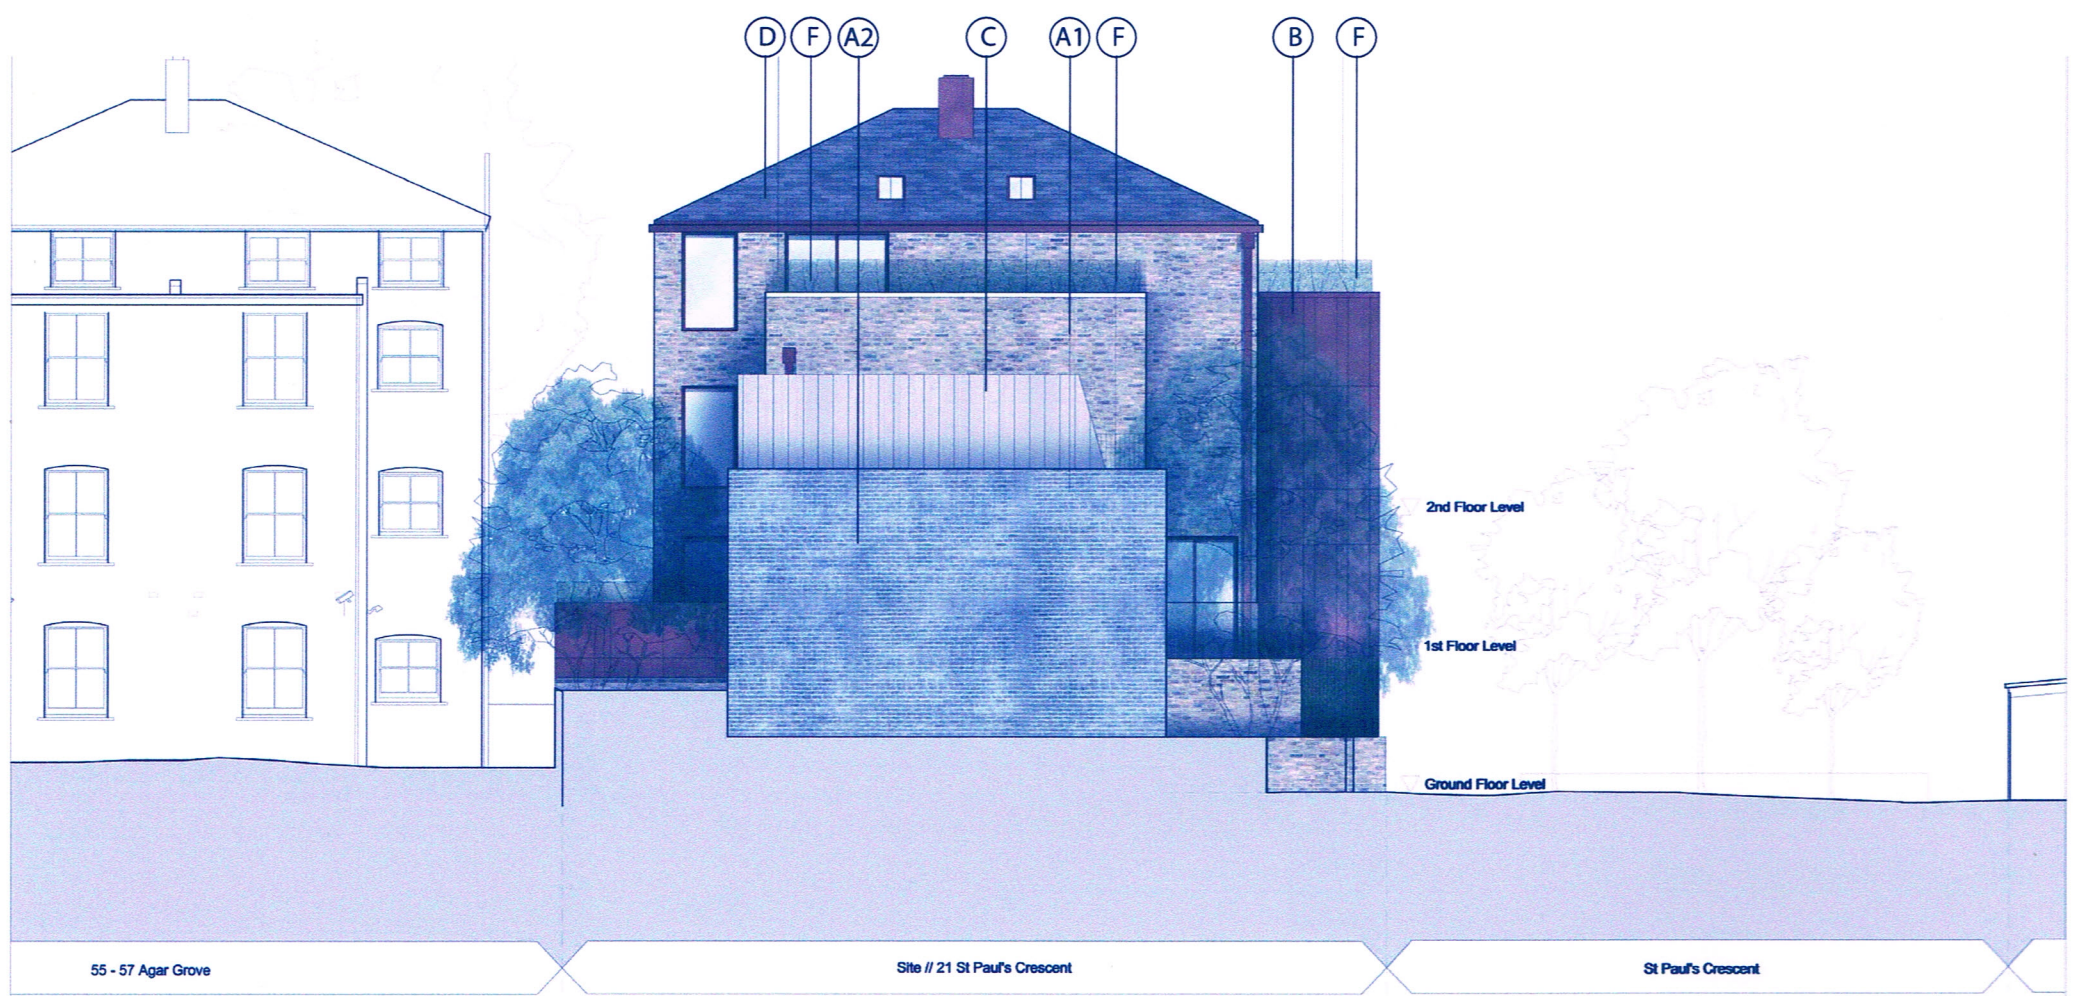 D F A2 C A1 F B F
2nd Floor Level
1st Floor Level
Ground Floor Level
55 - 57 Agar Grove
Site // 21 St Paul's Crescent
St Paul's Crescent